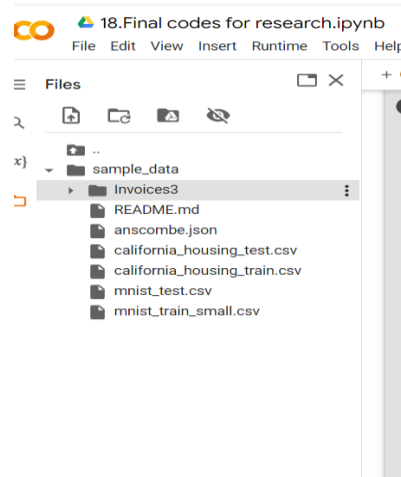 CO
18.Final codes for research.ipynb
File Edit View Insert Runtime Tools Help
Files
{x}
..
sample_data
Invoices3
README.md
anscombe.json
california_housing_test.csv
california_housing_train.csv
mnist_test.csv
mnist_train_small.csv